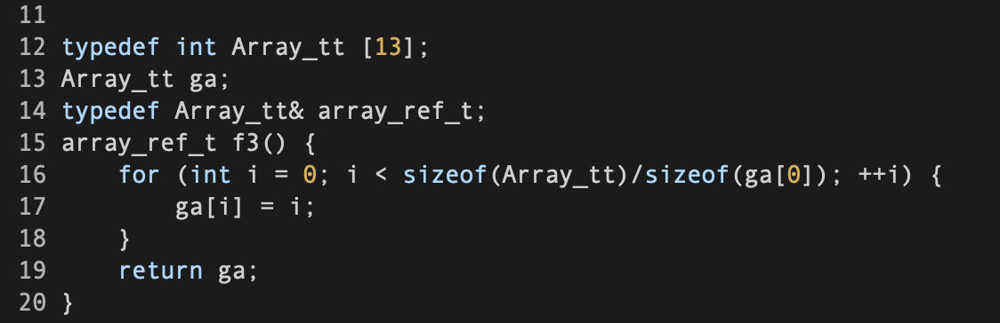 11
12 typedef int Array_tt [13];
13 Array_tt ga;
14 typedef Array_tt& array_ref_t;
15 array_ref_t f3() {
16     for (int i = 0; i < sizeof(Array_tt)/sizeof(ga[0]); ++i) {
17         ga[i] = i;
18     }
19     return ga;
20 }